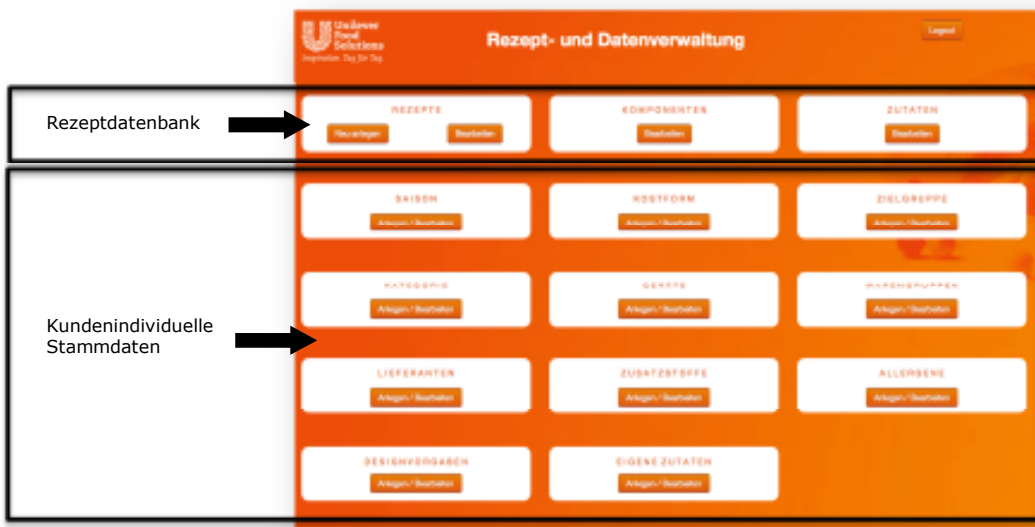 Unilever
Food
Solutions
Inspiration. Tag für Tag
Rezept- und Datenverwaltung
Logout
Rezeptdatenbank
REZEPTE
Neu anlegen
Bearbeiten
KOMPONENTEN
Bearbeiten
ZUTATEN
Bearbeiten
Kundenindividuelle
Stammdaten
SAISON
Anlegen / Bearbeiten
KOSTFORM
Anlegen / Bearbeiten
ZIELGRUPPE
Anlegen / Bearbeiten
KATEGORIE
Anlegen / Bearbeiten
GERÄTE
Anlegen / Bearbeiten
WARENGRUPPEN
Anlegen / Bearbeiten
LIEFERANTEN
Anlegen / Bearbeiten
ZUSATZSTOFFE
Anlegen / Bearbeiten
ALLERGENE
Anlegen / Bearbeiten
DESIGNVORGABEN
Anlegen / Bearbeiten
EIGENE ZUTATEN
Anlegen / Bearbeiten